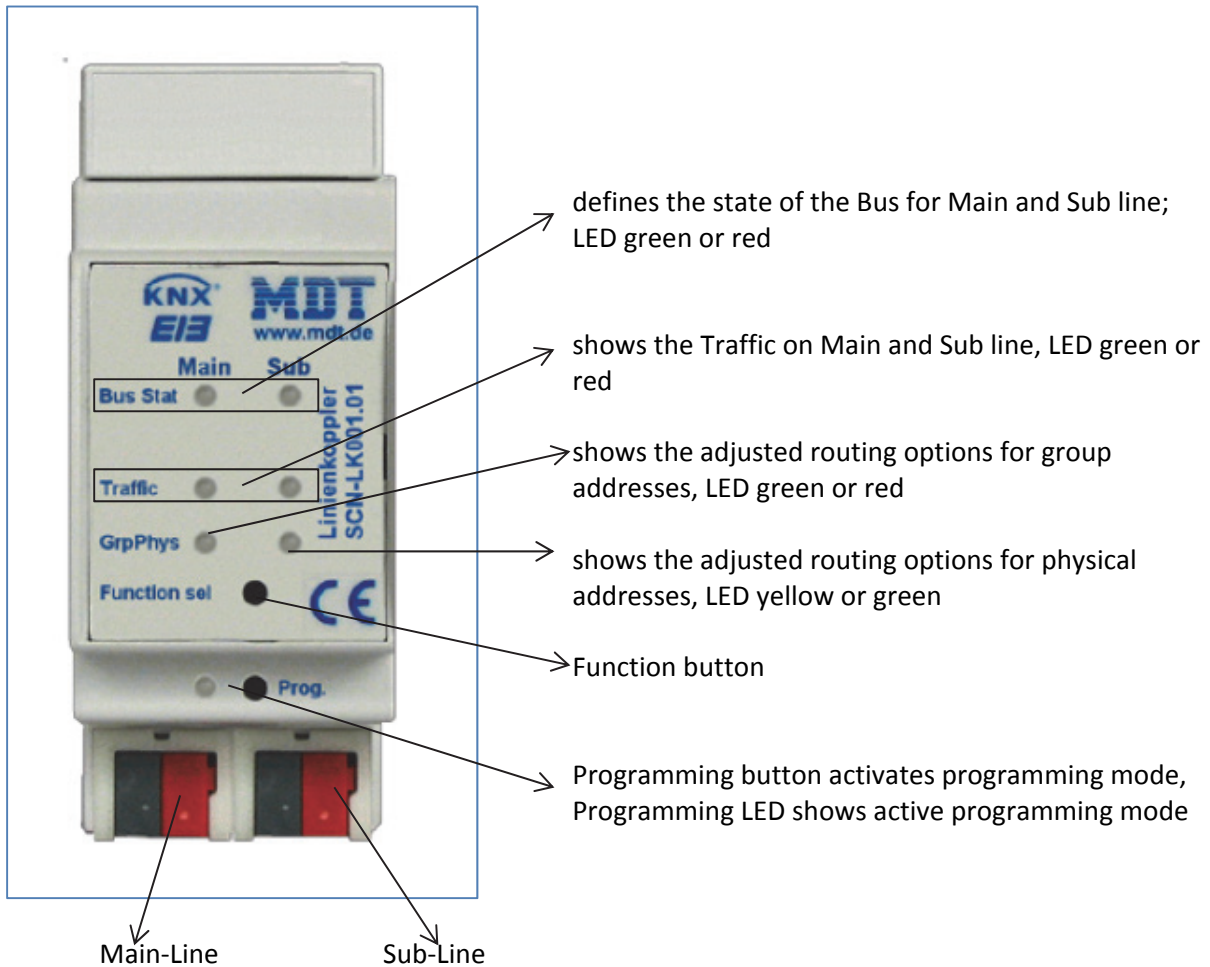 KNX
EIB
MDT
www.mdt.de
Main Sub
Bus Stat
Traffic
GrpPhys
Function sel
Linienkoppler
SCN-LK001.01
CE
Prog.
defines the state of the Bus for Main and Sub line;
LED green or red
shows the Traffic on Main and Sub line, LED green or
red
shows the adjusted routing options for group
addresses, LED green or red
shows the adjusted routing options for physical
addresses, LED yellow or green
Function button
Programming button activates programming mode,
Programming LED shows active programming mode
Main-Line Sub-Line